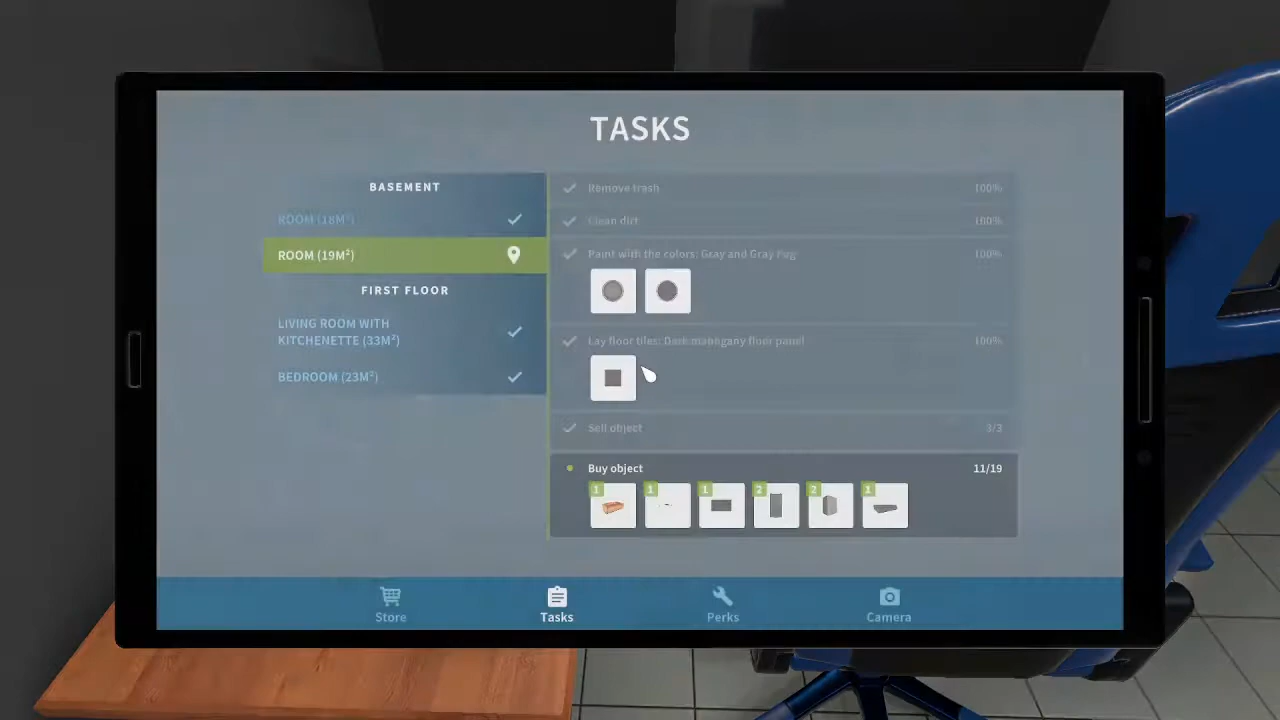 TASKS
BASEMENT
ROOM (18M²)
ROOM (19M²)
FIRST FLOOR
LIVING ROOM WITH
KITCHENETTE (33M²)
BEDROOM (23M²)
Remove trash 100%
Clean dirt 100%
Paint with the colors: Gray and Gray Fog 100%
Lay floor tiles: Dark mahogany floor panel 100%
Sell object 3/3
Buy object 11/19
1 1 1 2 2 1
Store Tasks Perks Camera